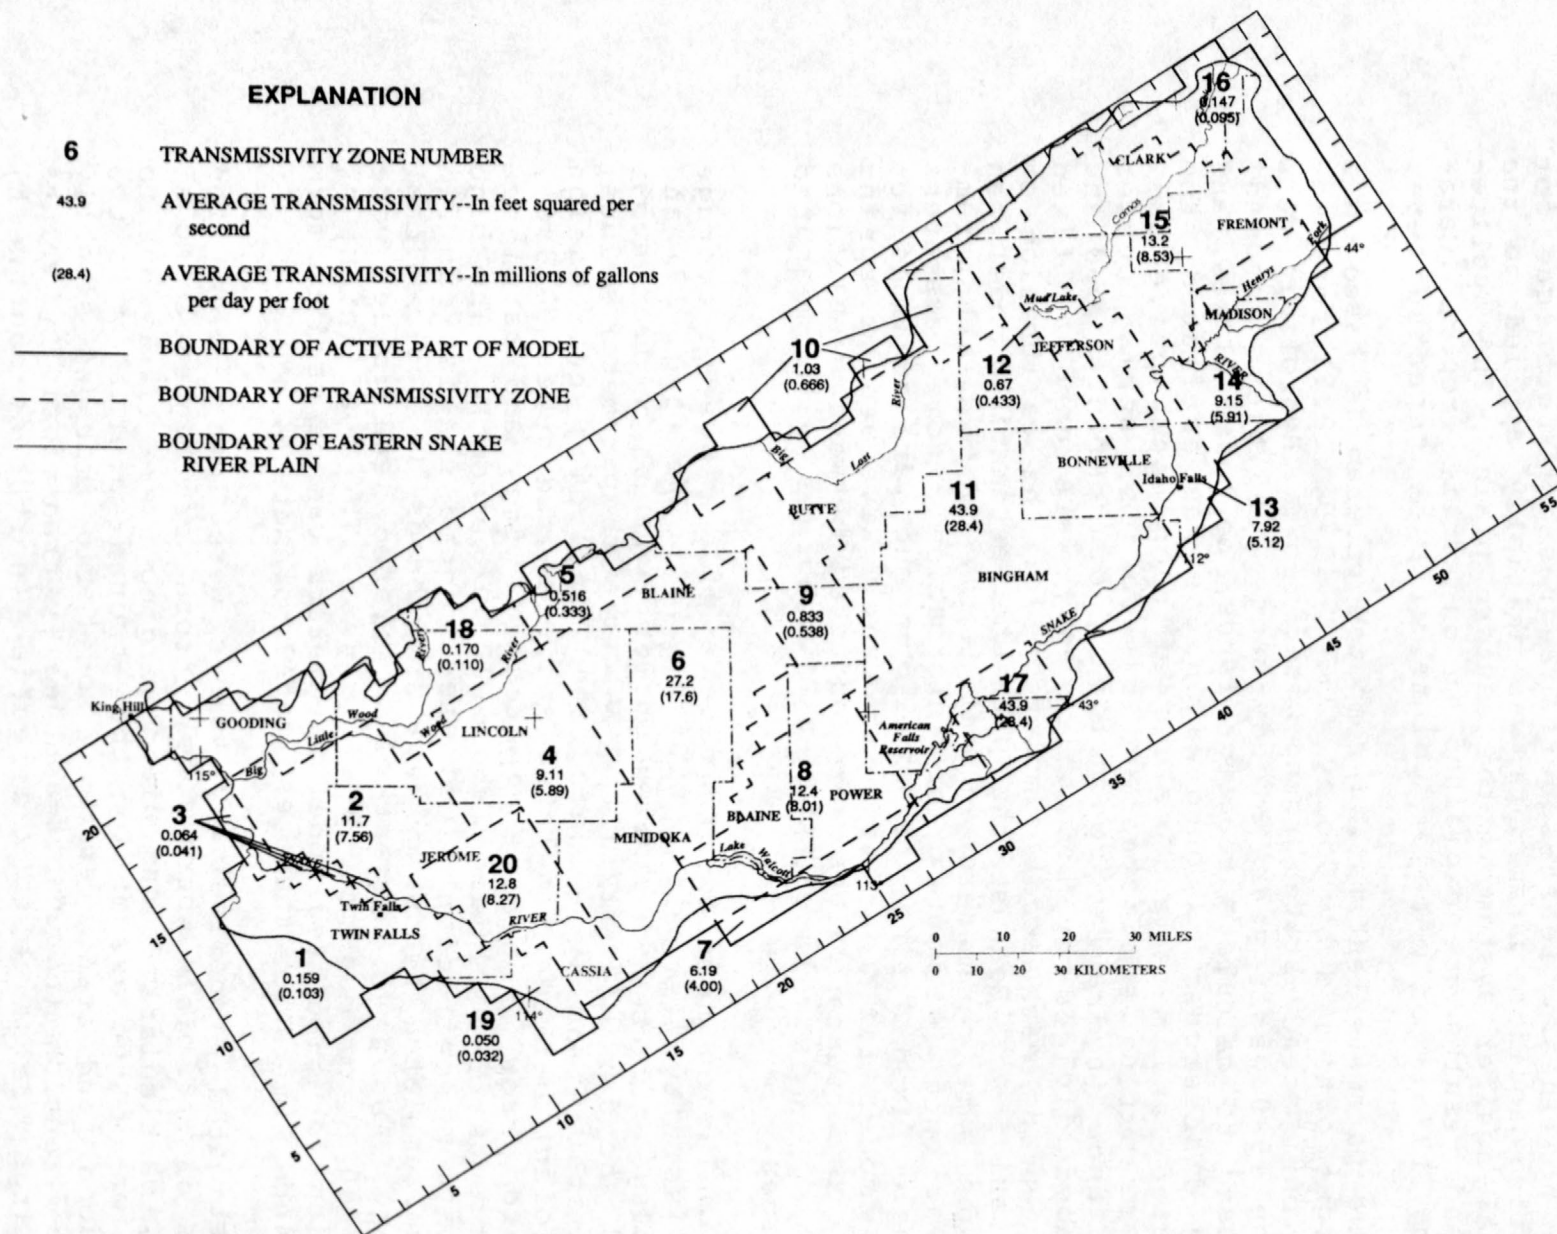 EXPLANATION
6 TRANSMISSIVITY ZONE NUMBER
43.9 AVERAGE TRANSMISSIVITY--In feet squared per
second
(28.4) AVERAGE TRANSMISSIVITY--In millions of gallons
per day per foot
BOUNDARY OF ACTIVE PART OF MODEL
BOUNDARY OF TRANSMISSIVITY ZONE
BOUNDARY OF EASTERN SNAKE
RIVER PLAIN
16
0.147
(0.095)
CLARK
Camas
15
13.2
(8.53)
FREMONT
Henrys Fork
44°
Mud Lake
MADISON
JEFFERSON
10
1.03
(0.666)
12
0.67
(0.433)
RIVER
14
9.15
(5.91)
Big Lost River
BONNEVILLE
Idaho Falls
11
43.9
(28.4)
13
7.92
(5.12)
BUTTE
112°
BINGHAM
5
0.516
(0.333)
BLAINE
9
0.833
(0.538)
SNAKE
18
0.170
(0.110)
River
River
6
27.2
(17.6)
17
43.9
(28.4)
43°
King Hill
GOODING
Little Wood
Big Wood
LINCOLN
American
Falls
Reservoir
115°
4
9.11
(5.89)
8
12.4
(8.01)
POWER
BLAINE
3
0.064
(0.041)
2
11.7
(7.56)
MINIDOKA
JEROME
20
12.8
(8.27)
Lake Walcott
113
Twin Falls
TWIN FALLS
RIVER
1
0.159
(0.103)
CASSIA
7
6.19
(4.00)
19
0.050
(0.032)
114°
0 10 20 30 MILES
0 10 20 30 KILOMETERS
20
15
10
5
5
10
15
20
25
30
35
40
45
50
55